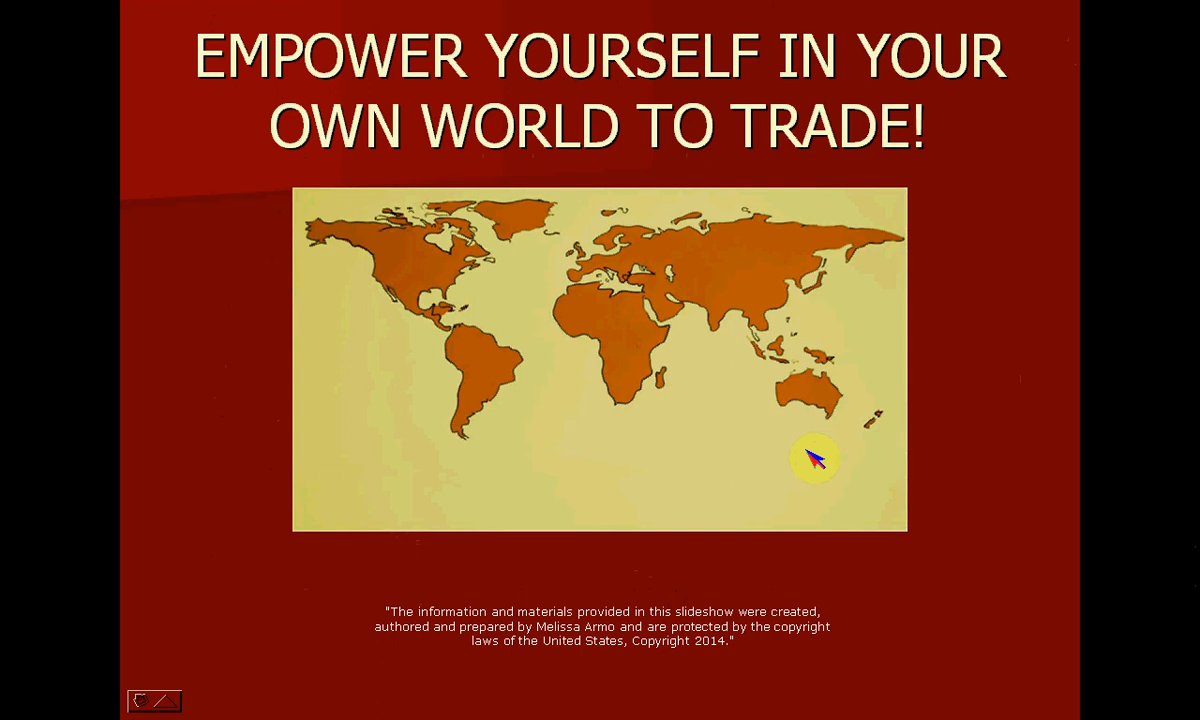 EMPOWER YOURSELF IN YOUR
OWN WORLD TO TRADE!
"The information and materials provided in this slideshow were created,
authored and prepared by Melissa Armo and are protected by the copyright
laws of the United States, Copyright 2014."